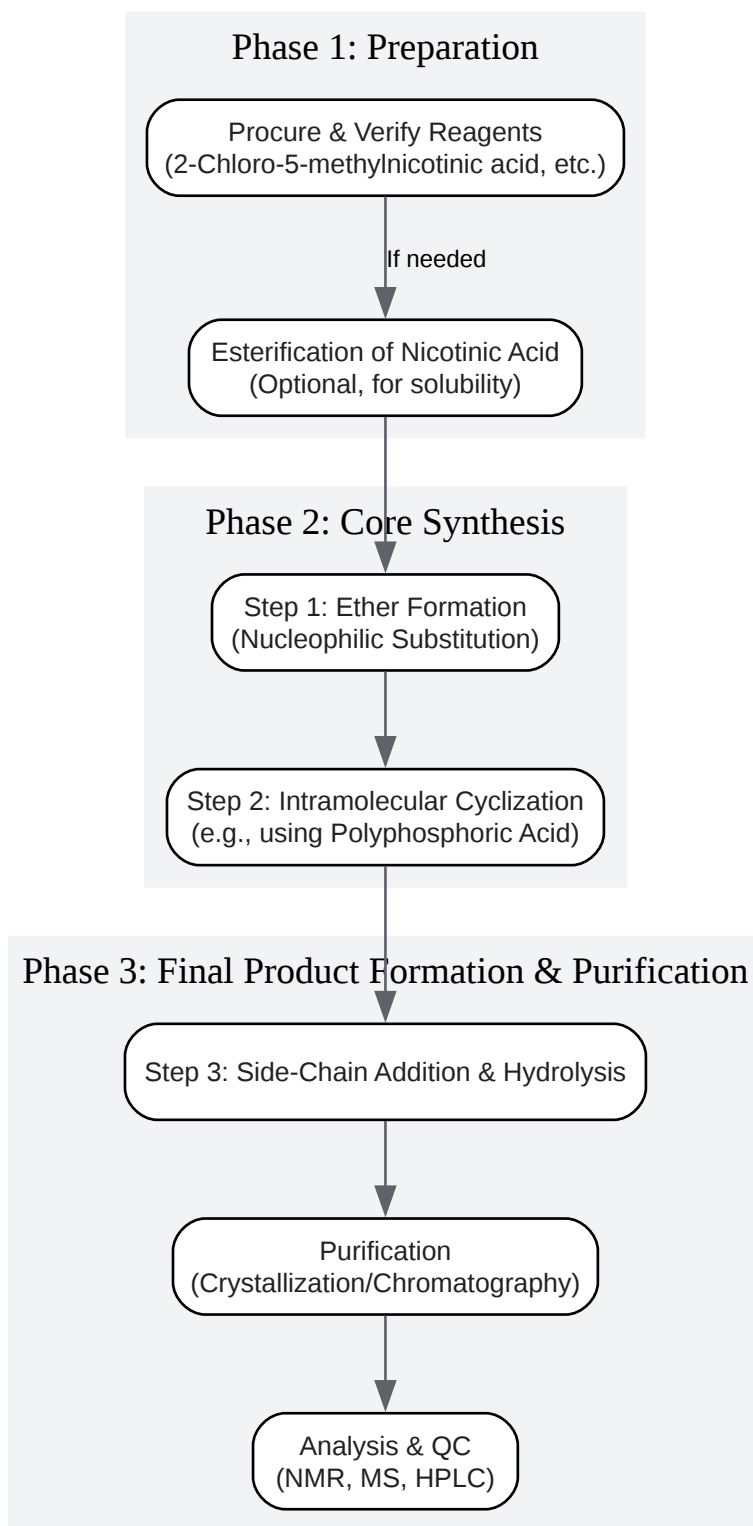 Phase 1: Preparation
Procure & Verify Reagents
(2-Chloro-5-methylnicotinic acid, etc.)
If needed
Esterification of Nicotinic Acid
(Optional, for solubility)
Phase 2: Core Synthesis
Step 1: Ether Formation
(Nucleophilic Substitution)
Step 2: Intramolecular Cyclization
(e.g., using Polyphosphoric Acid)
Phase 3: Final Product Formation & Purification
Step 3: Side-Chain Addition & Hydrolysis
Purification
(Crystallization/Chromatography)
Analysis & QC
(NMR, MS, HPLC)